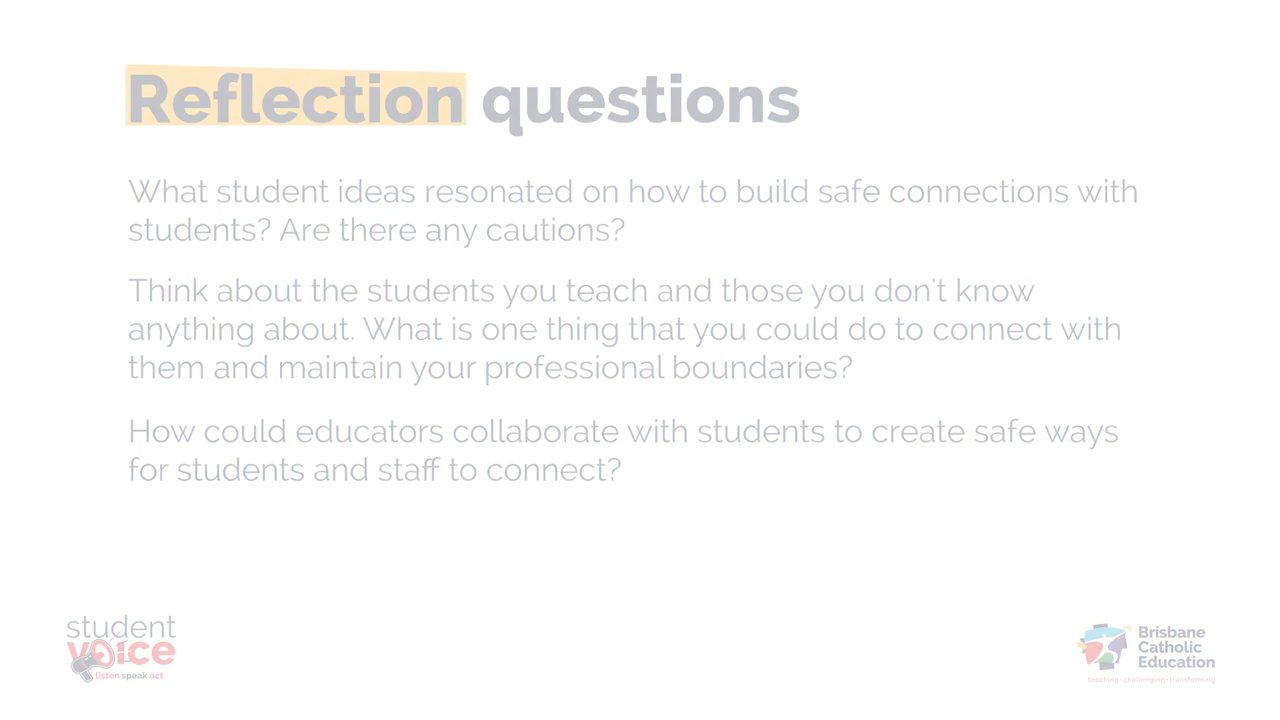 Reflection questions
What student ideas resonated on how to build safe connections with
students? Are there any cautions?
Think about the students you teach and those you don't know
anything about. What is one thing that you could do to connect with
them and maintain your professional boundaries?
How could educators collaborate with students to create safe ways
for students and staff to connect?
student
voice
listen speak act
Brisbane
Catholic
Education
teaching·challenging·transforming